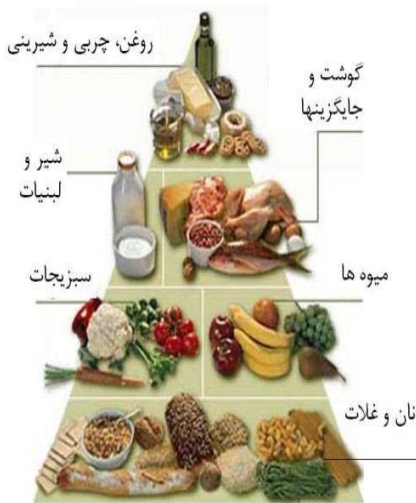 روغن، چربی و شیرینی
گوشت و
جایگزینها
شیر و
لبنیات
میوه ها
سبزیجات
نان و غلات